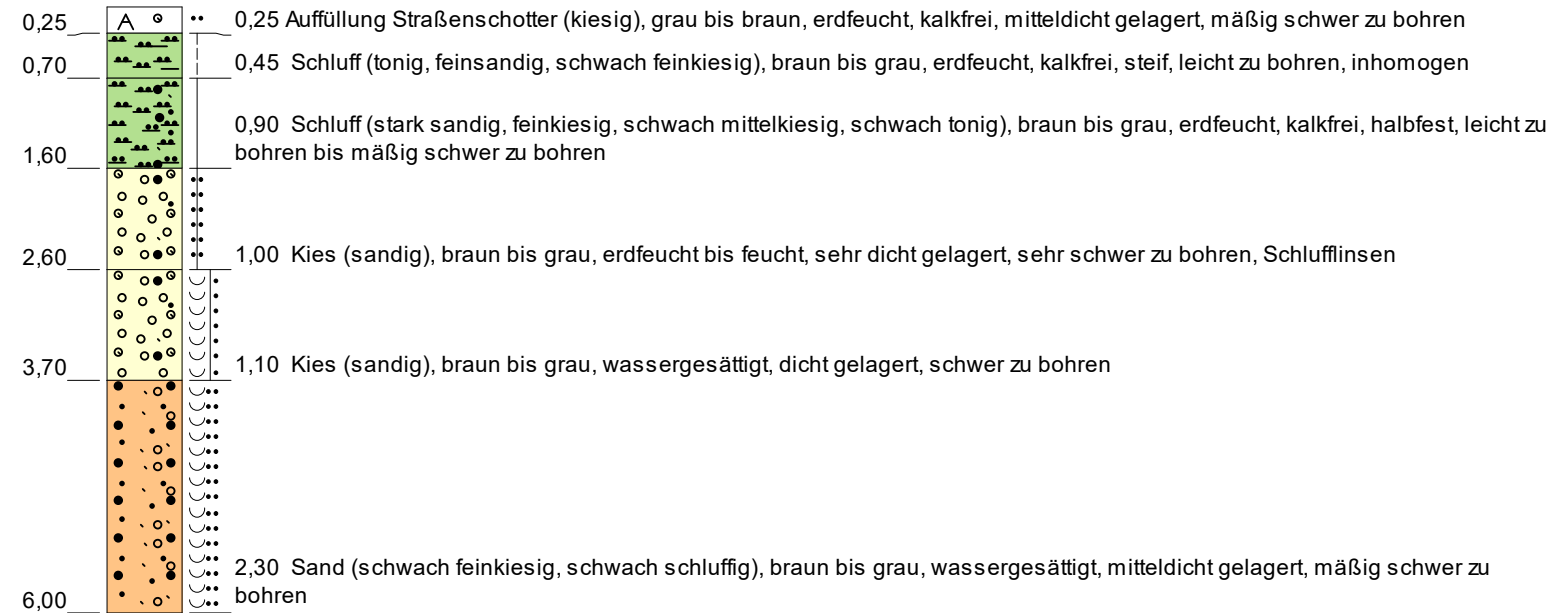 0,25
0,25 Auffüllung Straßenschotter (kiesig), grau bis braun, erdfeucht, kalkfrei, mitteldicht gelagert, mäßig schwer zu bohren
A
0,70
0,45 Schluff (tonig, feinsandig, schwach feinkiesig), braun bis grau, erdfeucht, kalkfrei, steif, leicht zu bohren, inhomogen
0,90 Schluff (stark sandig, feinkiesig, schwach mittelkiesig, schwach tonig), braun bis grau, erdfeucht, kalkfrei, halbfest, leicht zu
bohren bis mäßig schwer zu bohren
1,60
2,60
1,00 Kies (sandig), braun bis grau, erdfeucht bis feucht, sehr dicht gelagert, sehr schwer zu bohren, Schlufflinsen
3,70
1,10 Kies (sandig), braun bis grau, wassergesättigt, dicht gelagert, schwer zu bohren
2,30 Sand (schwach feinkiesig, schwach schluffig), braun bis grau, wassergesättigt, mitteldicht gelagert, mäßig schwer zu
bohren
6,00